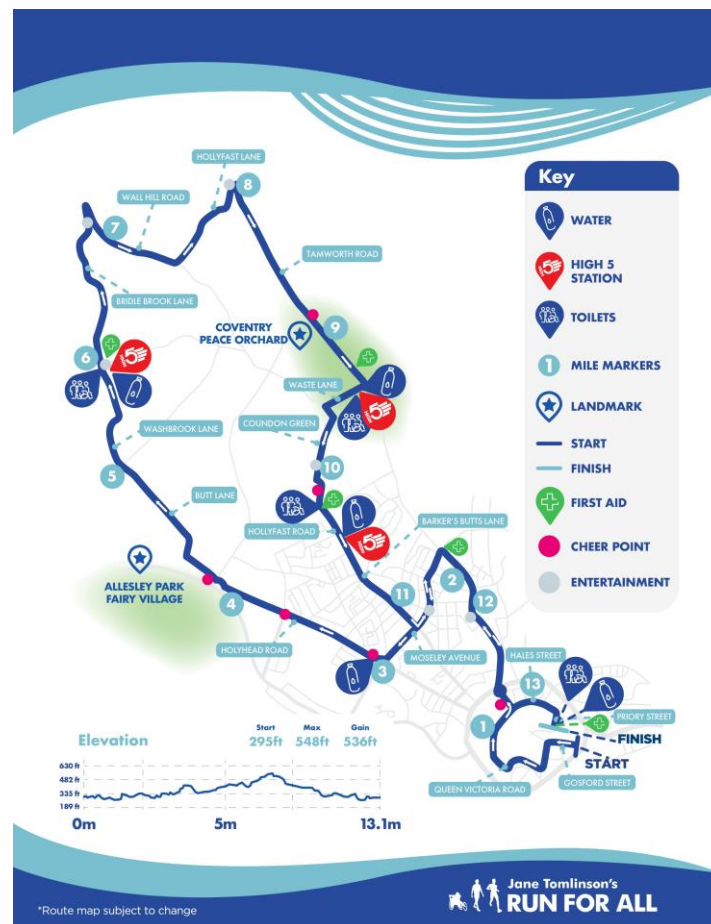 HOLLYFAST LANE
8
WALL HILL ROAD
7
TAMWORTH ROAD
BRIDLE BROOK LANE
COVENTRY
PEACE ORCHARD
9
6
5
WASTE LANE
5
COUNDON GREEN
WASHBROOK LANE
5
10
BUTT LANE
HOLLYFAST ROAD
5
BARKER'S BUTTS LANE
ALLESLEY PARK
FAIRY VILLAGE
2
11
12
4
HOLYHEAD ROAD
MOSELEY AVENUE
3
HALES STREET
13
1
PRIORY STREET
FINISH
START
GOSFORD STREET
QUEEN VICTORIA ROAD
Key
WATER
HIGH 5
STATION
TOILETS
1
MILE MARKERS
LANDMARK
START
FINISH
FIRST AID
CHEER POINT
ENTERTAINMENT
Elevation
Start Max Gain
295ft 548ft 536ft
630 ft
482 ft
335 ft
189 ft
0m 5m 13.1m
*Route map subject to change
Jane Tomlinson's
RUN FOR ALL